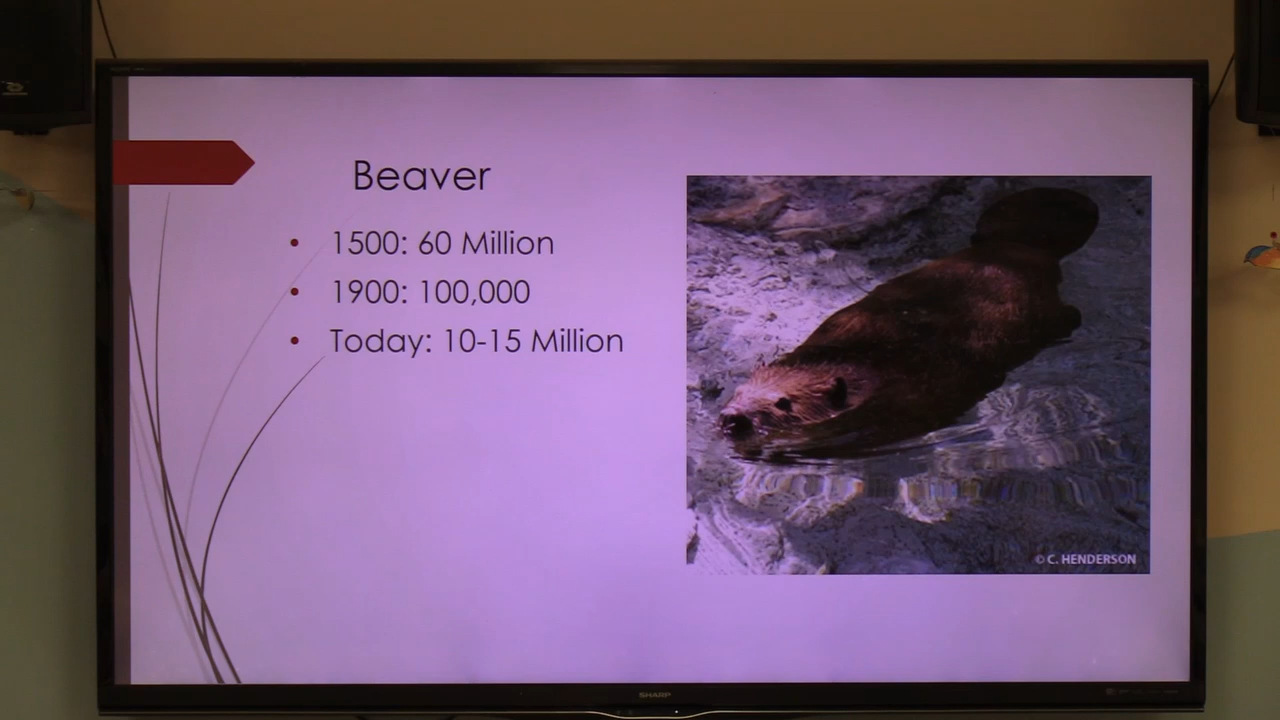 Beaver
1500: 60 Million
1900: 100,000
Today: 10-15 Million
© C. HENDERSON
SHARP